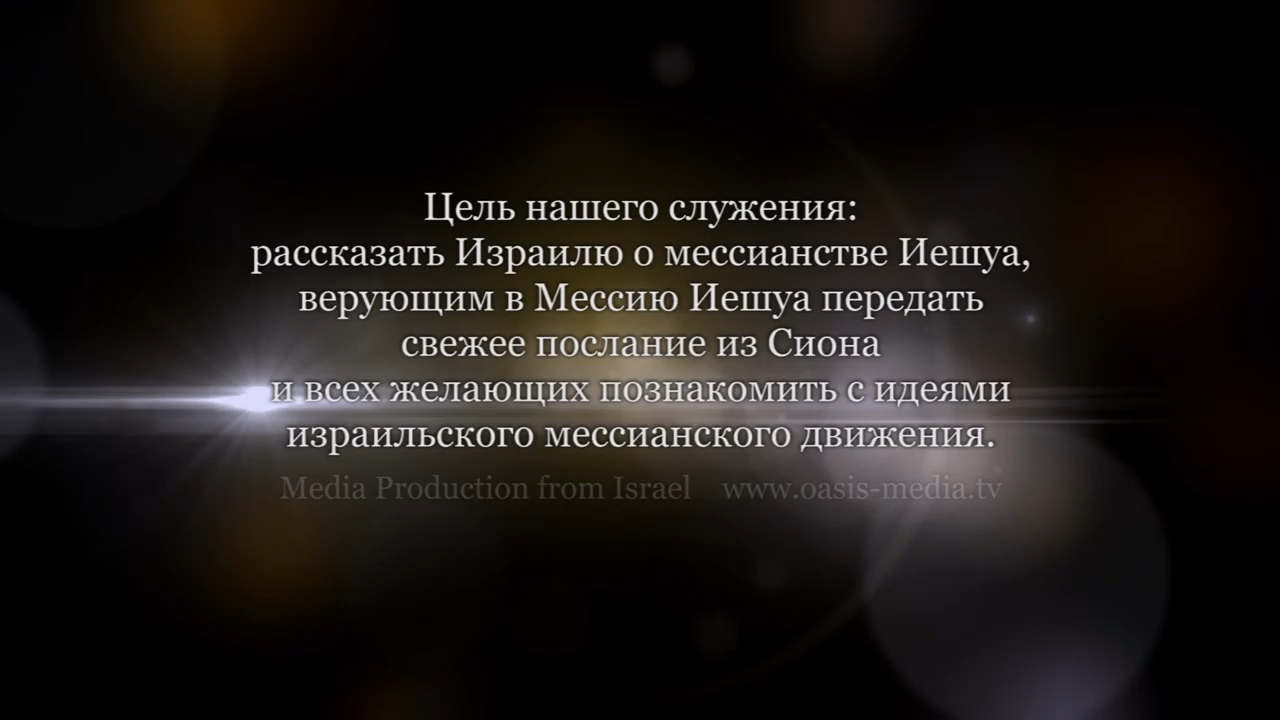 Цель нашего служения:
рассказать Израилю о мессианстве Иешуа,
верующим в Мессию Иешуа передать
свежее послание из Сиона
и всех желающих познакомить с идеями
израильского мессианского движения.
Media Production from Israel www.oasis-media.tv